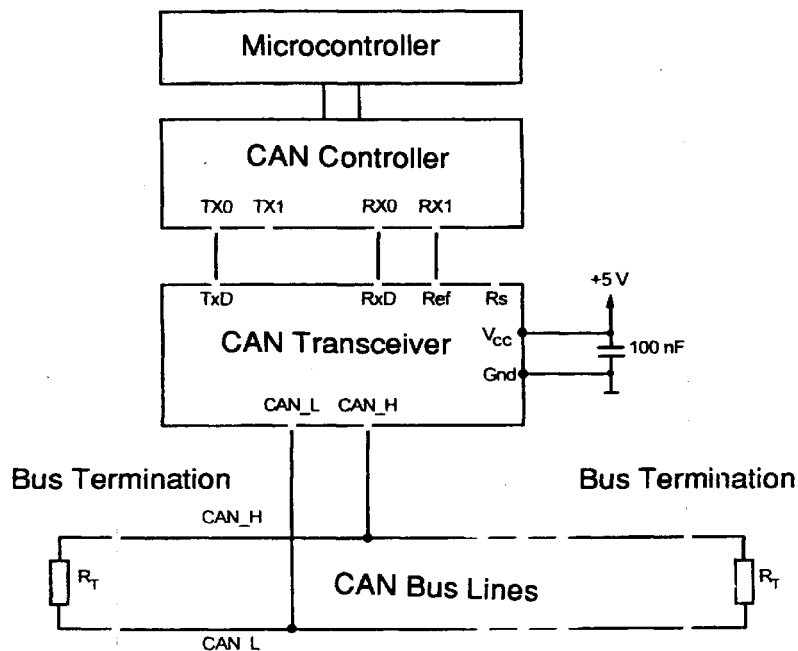 Microcontroller
CAN Controller
TX0 TX1 RX0 RX1
TxD RxD Ref Rs
+5 V
CAN Transceiver
VCC
100 nF
Gnd
CAN_L CAN_H
Bus Termination Bus Termination
CAN_H
RT CAN Bus Lines RT
CAN_L